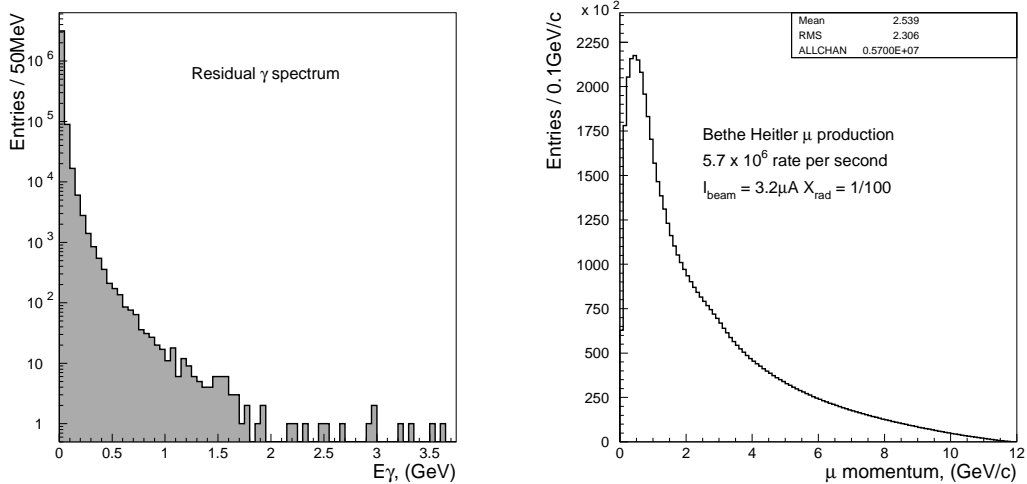 Entries / 50MeV
10 6
10 5
10 4
10 3
10 2
10
1
Residual γ spectrum
0 0.5 1 1.5 2 2.5 3 3.5
Eγ, (GeV)
x 10 2
Entries / 0.1GeV/c
2250
2000
1750
1500
1250
1000
750
500
250
0
Mean 2.539
RMS 2.306
ALLCHAN 0.5700E+07
Bethe Heitler μ production
5.7 x 10^6 rate per second
I_beam = 3.2μA X_rad = 1/100
0 2 4 6 8 10 12
μ momentum, (GeV/c)